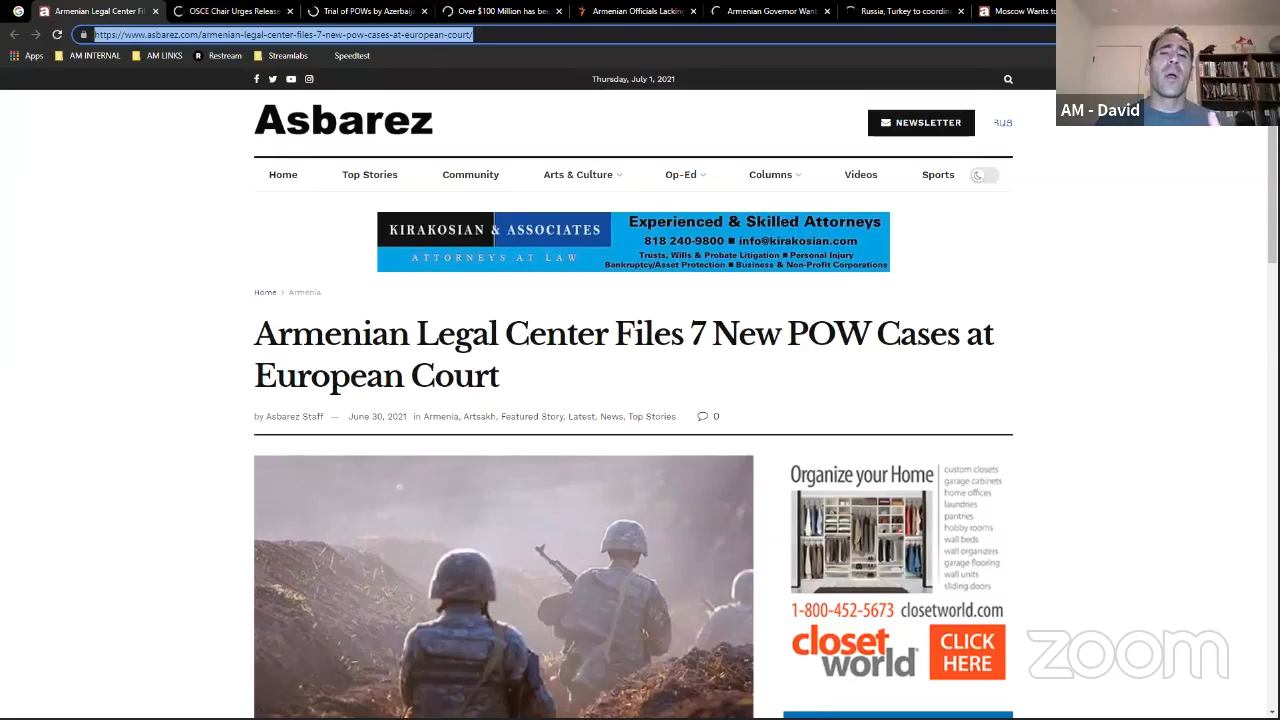 Armenian Legal Center File
OSCE Chair Urges Release
Trial of POWs by Azerbaija
Over $100 Million has bee
Armenian Officials Lacking
Armenian Governor Want
Russia, Turkey to coordin
Moscow Wants to
https://www.asbarez.com/armenian-legal-center-files-7-new-pow-cases-at-european-court/
Apps
AM INTERNAL
AM LINKS
Restream
Streamlabs
Speedtest
Thursday, July 1, 2021
AM - David
Asbarez
NEWSLETTER
Home
Top Stories
Community
Arts & Culture
Op-Ed
Columns
Videos
Sports
KIRAKOSIAN & ASSOCIATES
ATTORNEYS AT LAW
Experienced & Skilled Attorneys
818 240-9800 ■ info@kirakosian.com
Trusts, Wills & Probate Litigation ■ Personal Injury
Bankruptcy/Asset Protection ■ Business & Non-Profit Corporations
Home > Armenia
Armenian Legal Center Files 7 New POW Cases at
European Court
by Asbarez Staff — June 30, 2021 in Armenia, Artsakh, Featured Story, Latest, News, Top Stories 0
Organize your Home
custom closets
garage cabinets
home offices
laundries
pantries
hobby rooms
wall beds
wall organizers
garage flooring
wall units
sliding doors
1-800-452-5673 closetworld.com
closet
world
CLICK
HERE
zoom